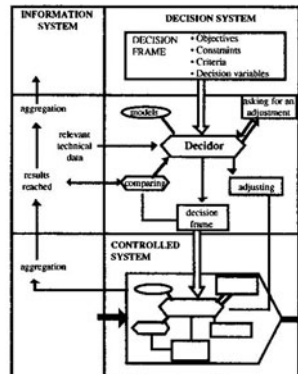 INFORMATION
SYSTEM
DECISION SYSTEM
DECISION
FRAME
• Objectives
• Constraints
• Criteria
• Decision variables
aggregation
models
asking for an
adjustment
relevant
technical
data
Decidor
results
reached
comparing
adjusting
decision
frame
CONTROLLED
SYSTEM
aggregation